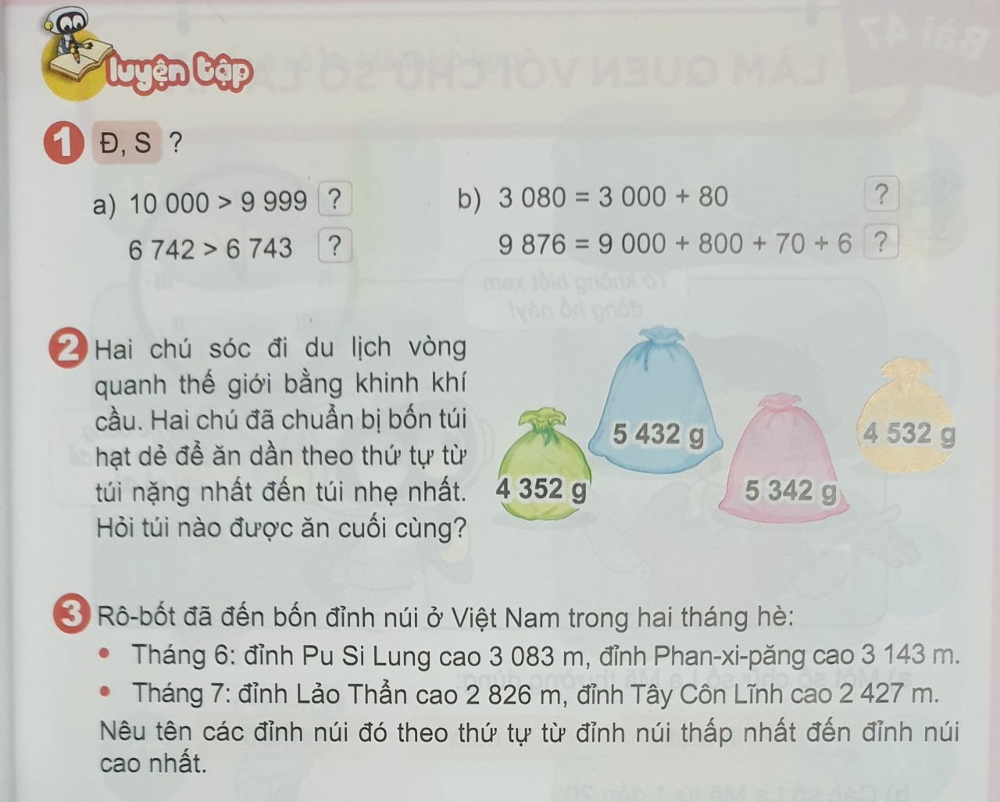 luyện tập
1 Đ, S ?
a) 10 000 > 9 999 ?
6 742 > 6 743 ?
b) 3 080 = 3 000 + 80 ?
9 876 = 9 000 + 800 + 70 + 6 ?
2 Hai chú sóc đi du lịch vòng
quanh thế giới bằng khinh khí
cầu. Hai chú đã chuẩn bị bốn túi
hạt dẻ để ăn dần theo thứ tự từ
túi nặng nhất đến túi nhẹ nhất.
Hỏi túi nào được ăn cuối cùng?
4 352 g
5 432 g
5 342 g
4 532 g
3 Rô-bốt đã đến bốn đỉnh núi ở Việt Nam trong hai tháng hè:
• Tháng 6: đỉnh Pu Si Lung cao 3 083 m, đỉnh Phan-xi-păng cao 3 143 m.
• Tháng 7: đỉnh Lảo Thẩn cao 2 826 m, đỉnh Tây Côn Lĩnh cao 2 427 m.
Nêu tên các đỉnh núi đó theo thứ tự từ đỉnh núi thấp nhất đến đỉnh núi
cao nhất.